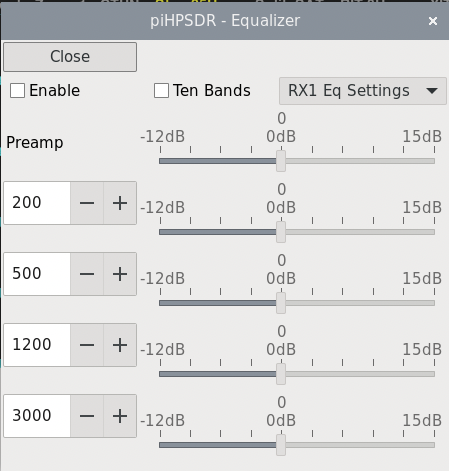 piHPSDR - Equalizer ×
Close
Enable Ten Bands RX1 Eq Settings
0
Preamp -12dB 0dB 15dB
0
200 − + -12dB 0dB 15dB
0
500 − + -12dB 0dB 15dB
0
1200 − + -12dB 0dB 15dB
0
3000 − + -12dB 0dB 15dB